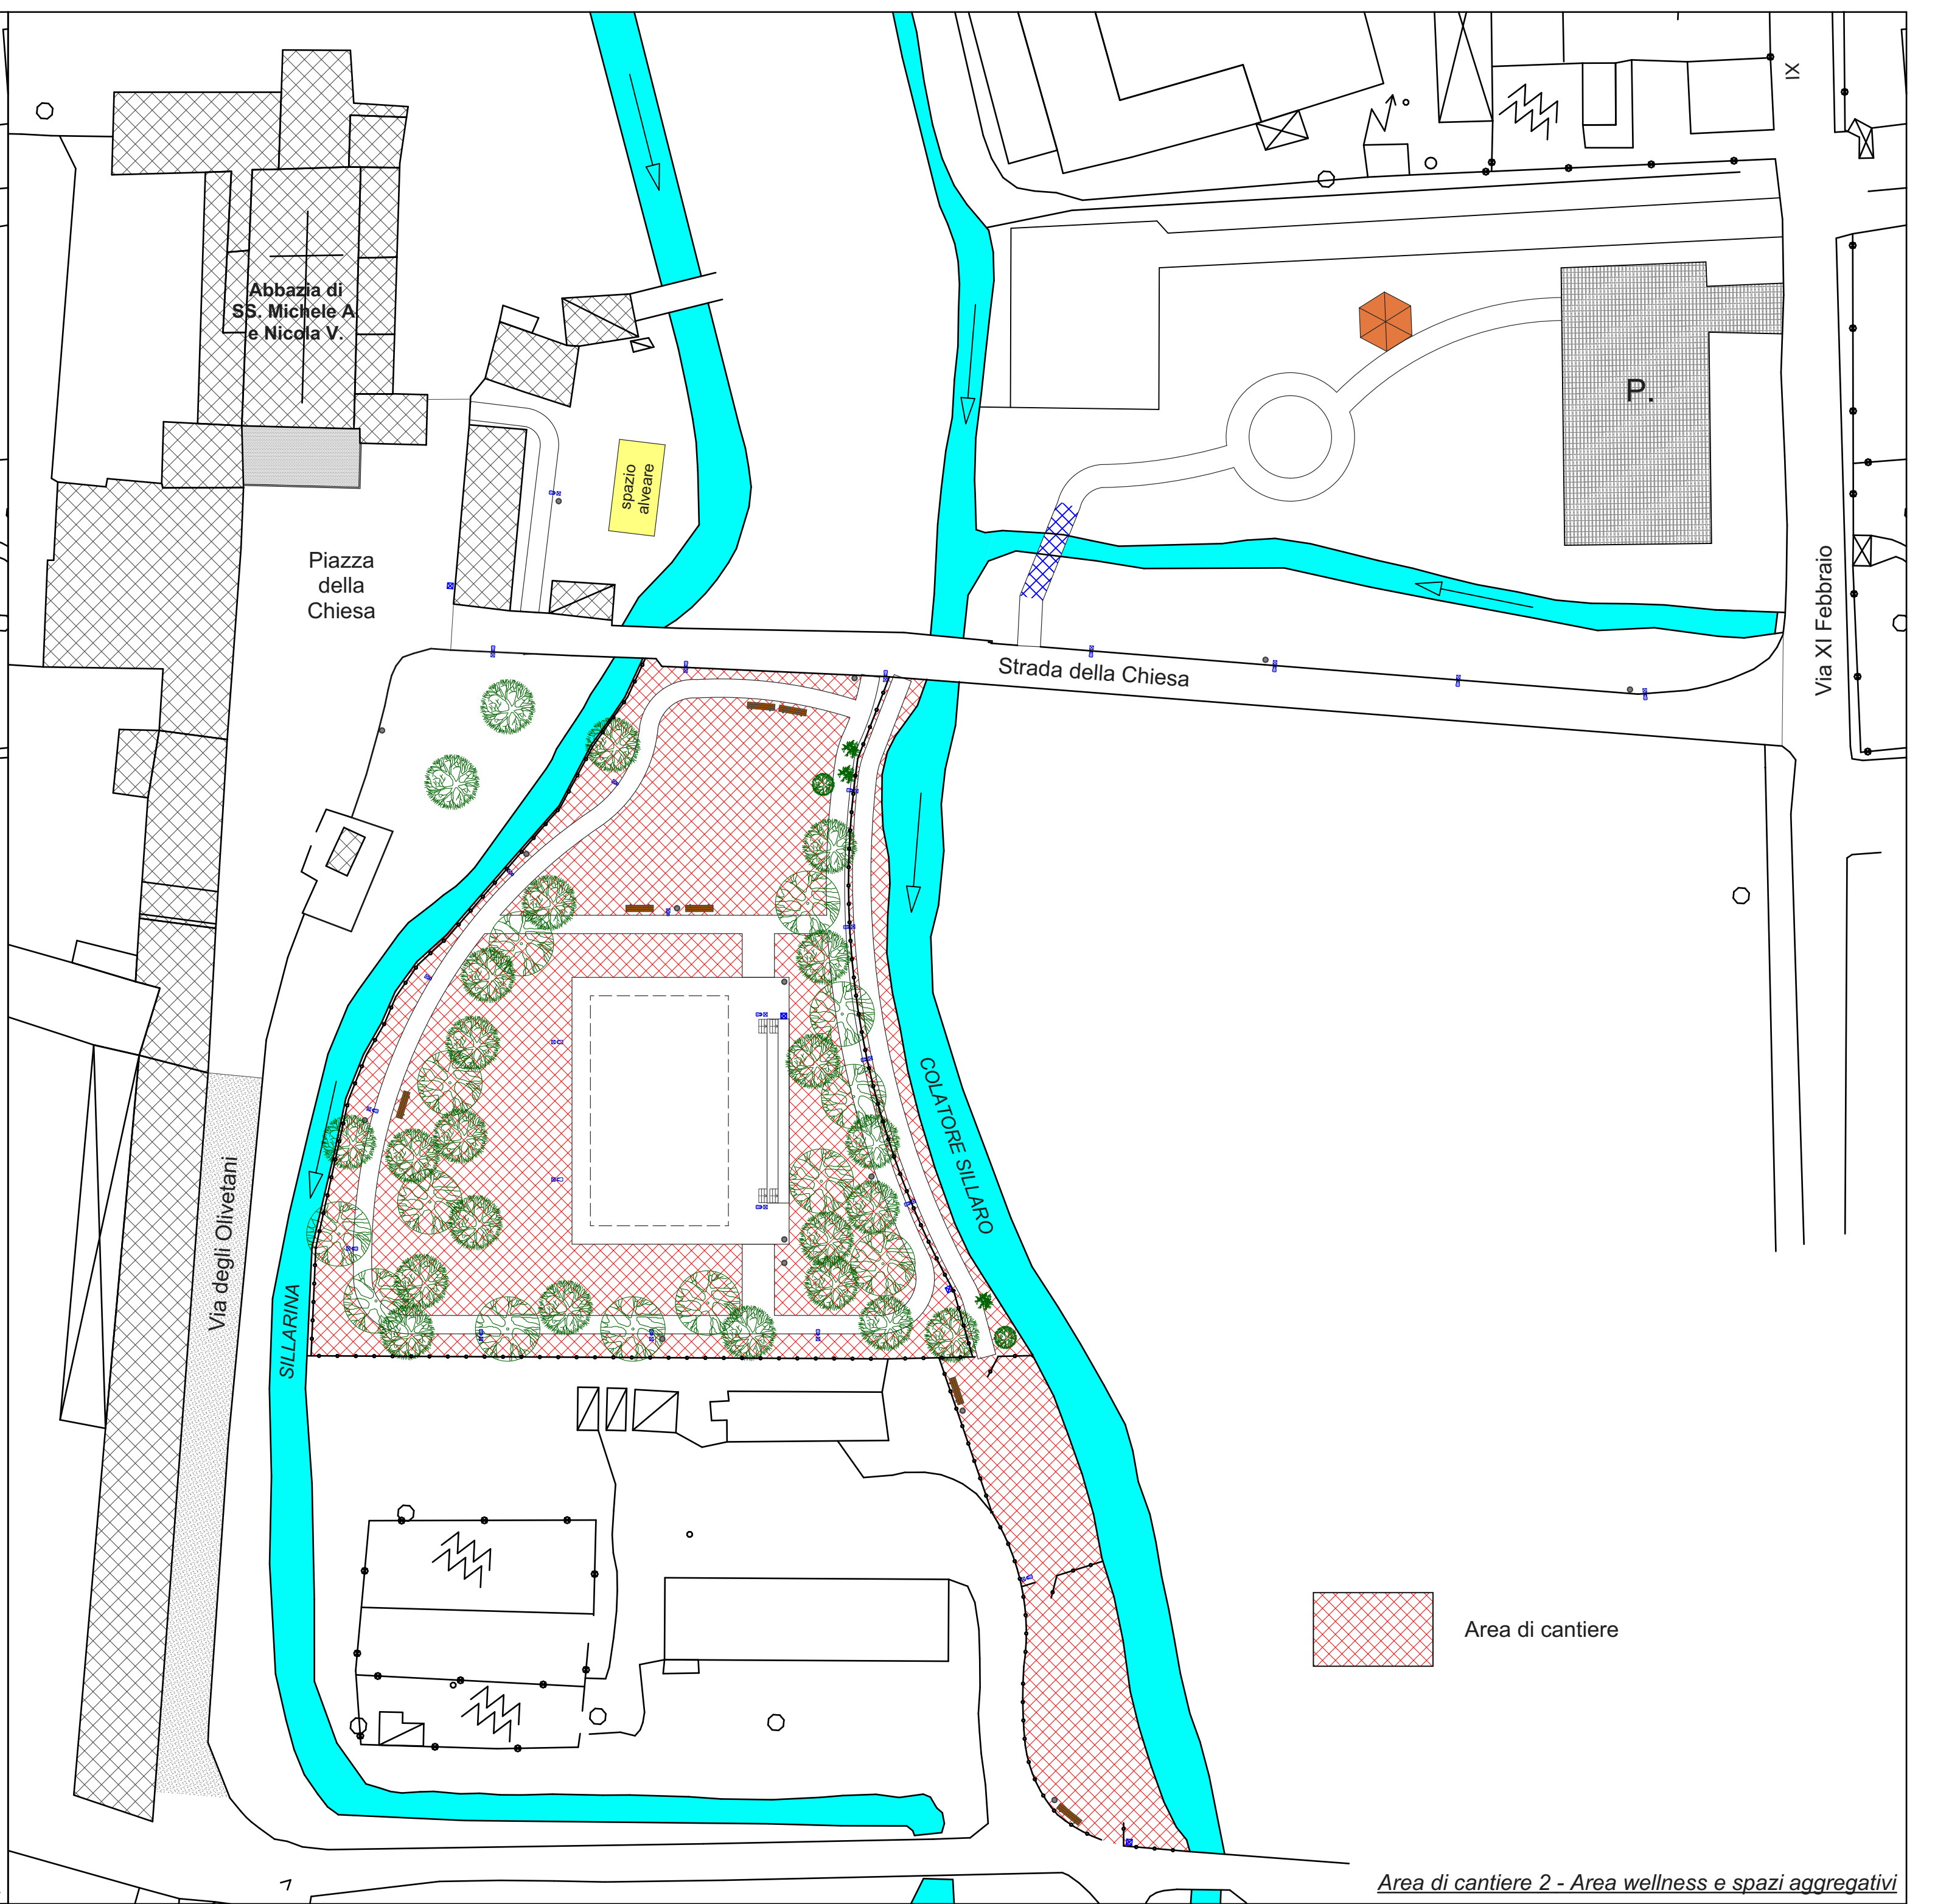 IX
Abbazia di
SS. Michele A.
e Nicola V.
P.
spazio
alveare
Piazza
della
Chiesa
Via XI Febbraio
Strada della Chiesa
COLATORE SILLARO
Via degli Olivetani
SILLARINA
Area di cantiere
Area di cantiere 2 - Area wellness e spazi aggregativi